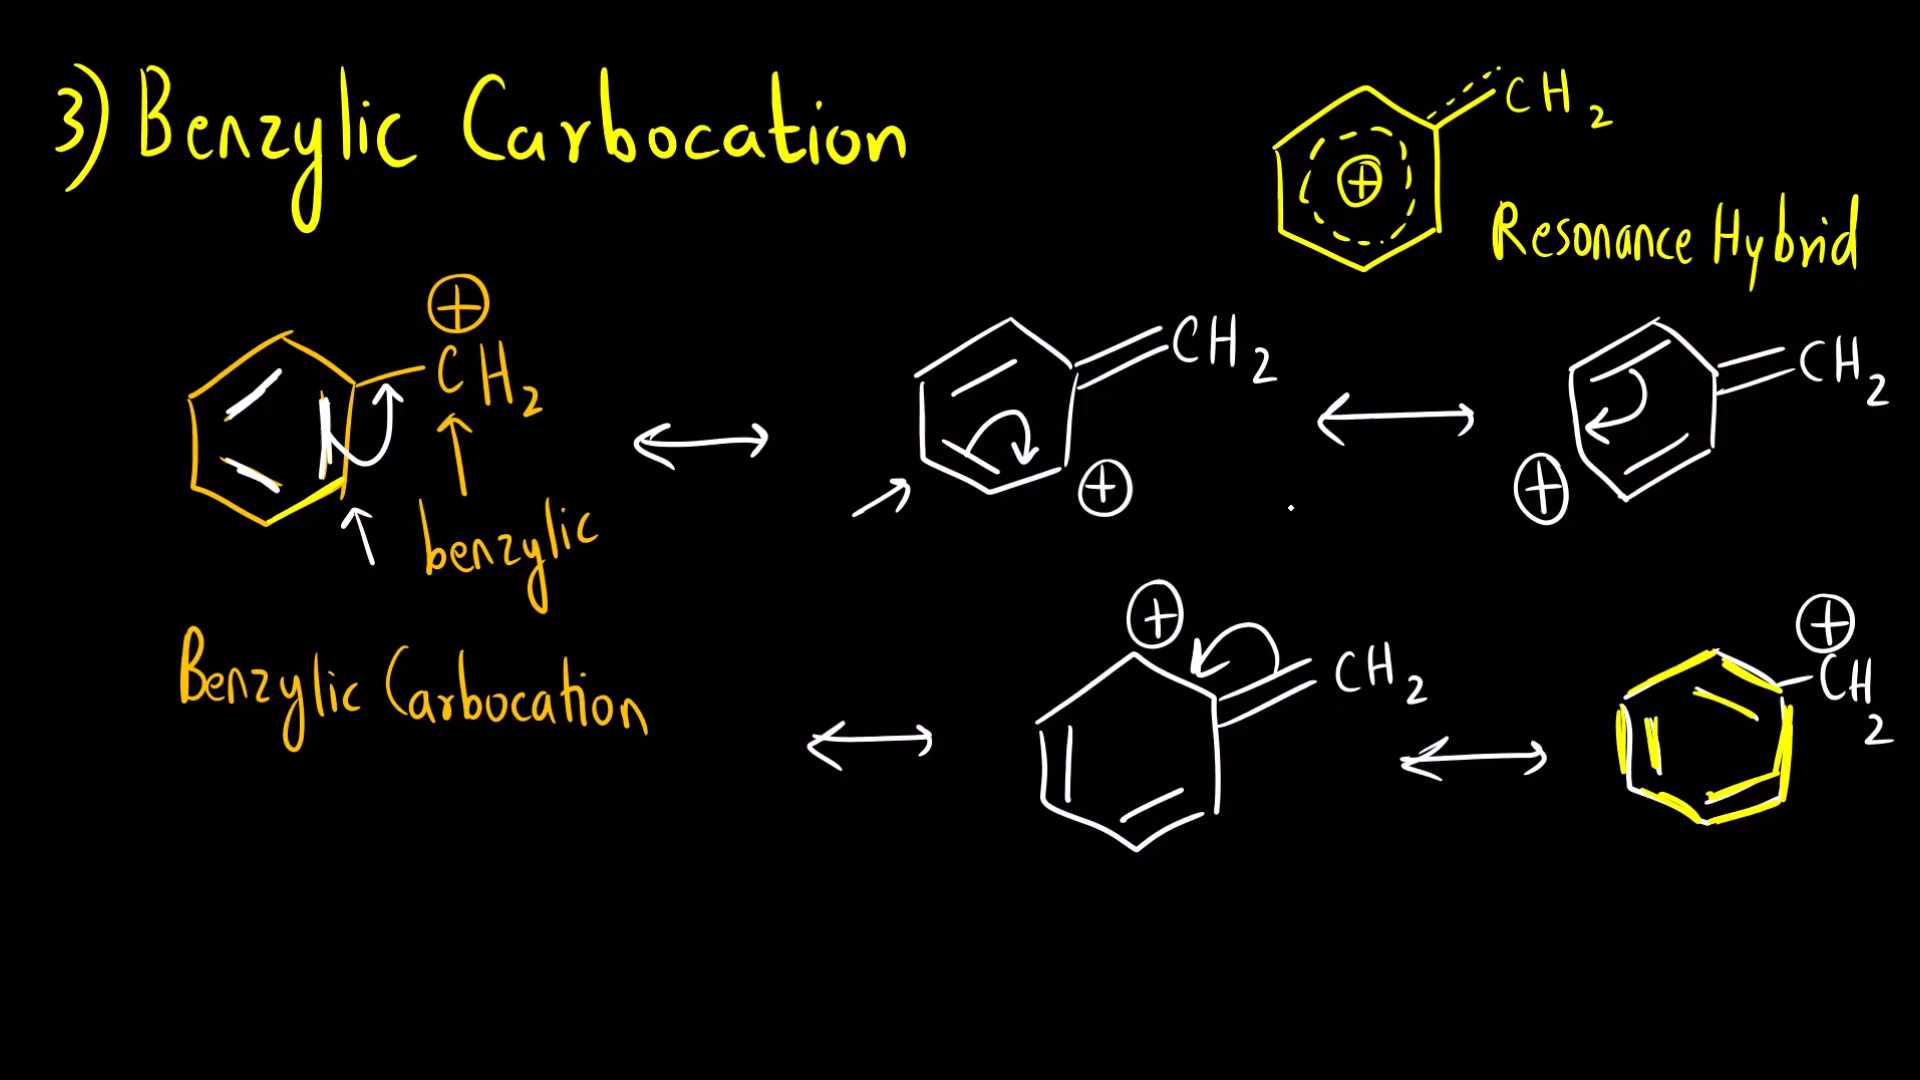 3) Benzylic Carbocation
CH2
⊕
Resonance Hybrid
⊕
CH2
benzylic
Benzylic Carbocation
CH2
⊕
CH2
⊕
⊕
CH2
⊕
CH2